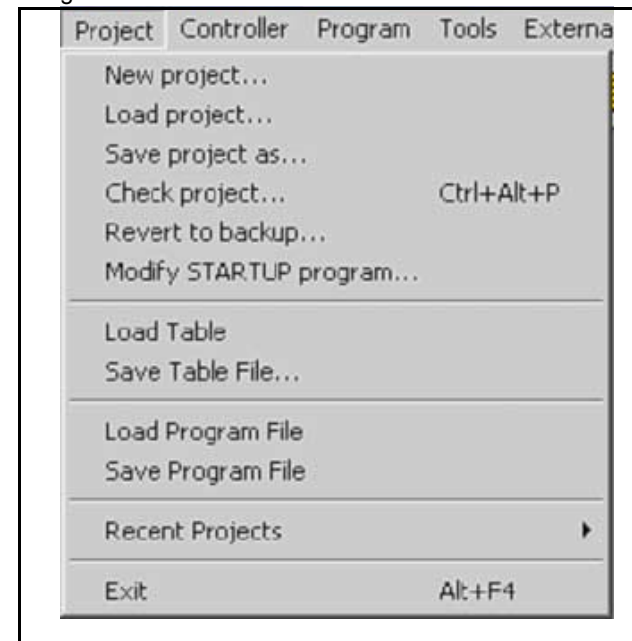 Project Controller Program Tools Externa
New project...
Load project...
Save project as...
Check project... Ctrl+Alt+P
Revert to backup...
Modify STARTUP program...
Load Table
Save Table File...
Load Program File
Save Program File
Recent Projects
Exit Alt+F4